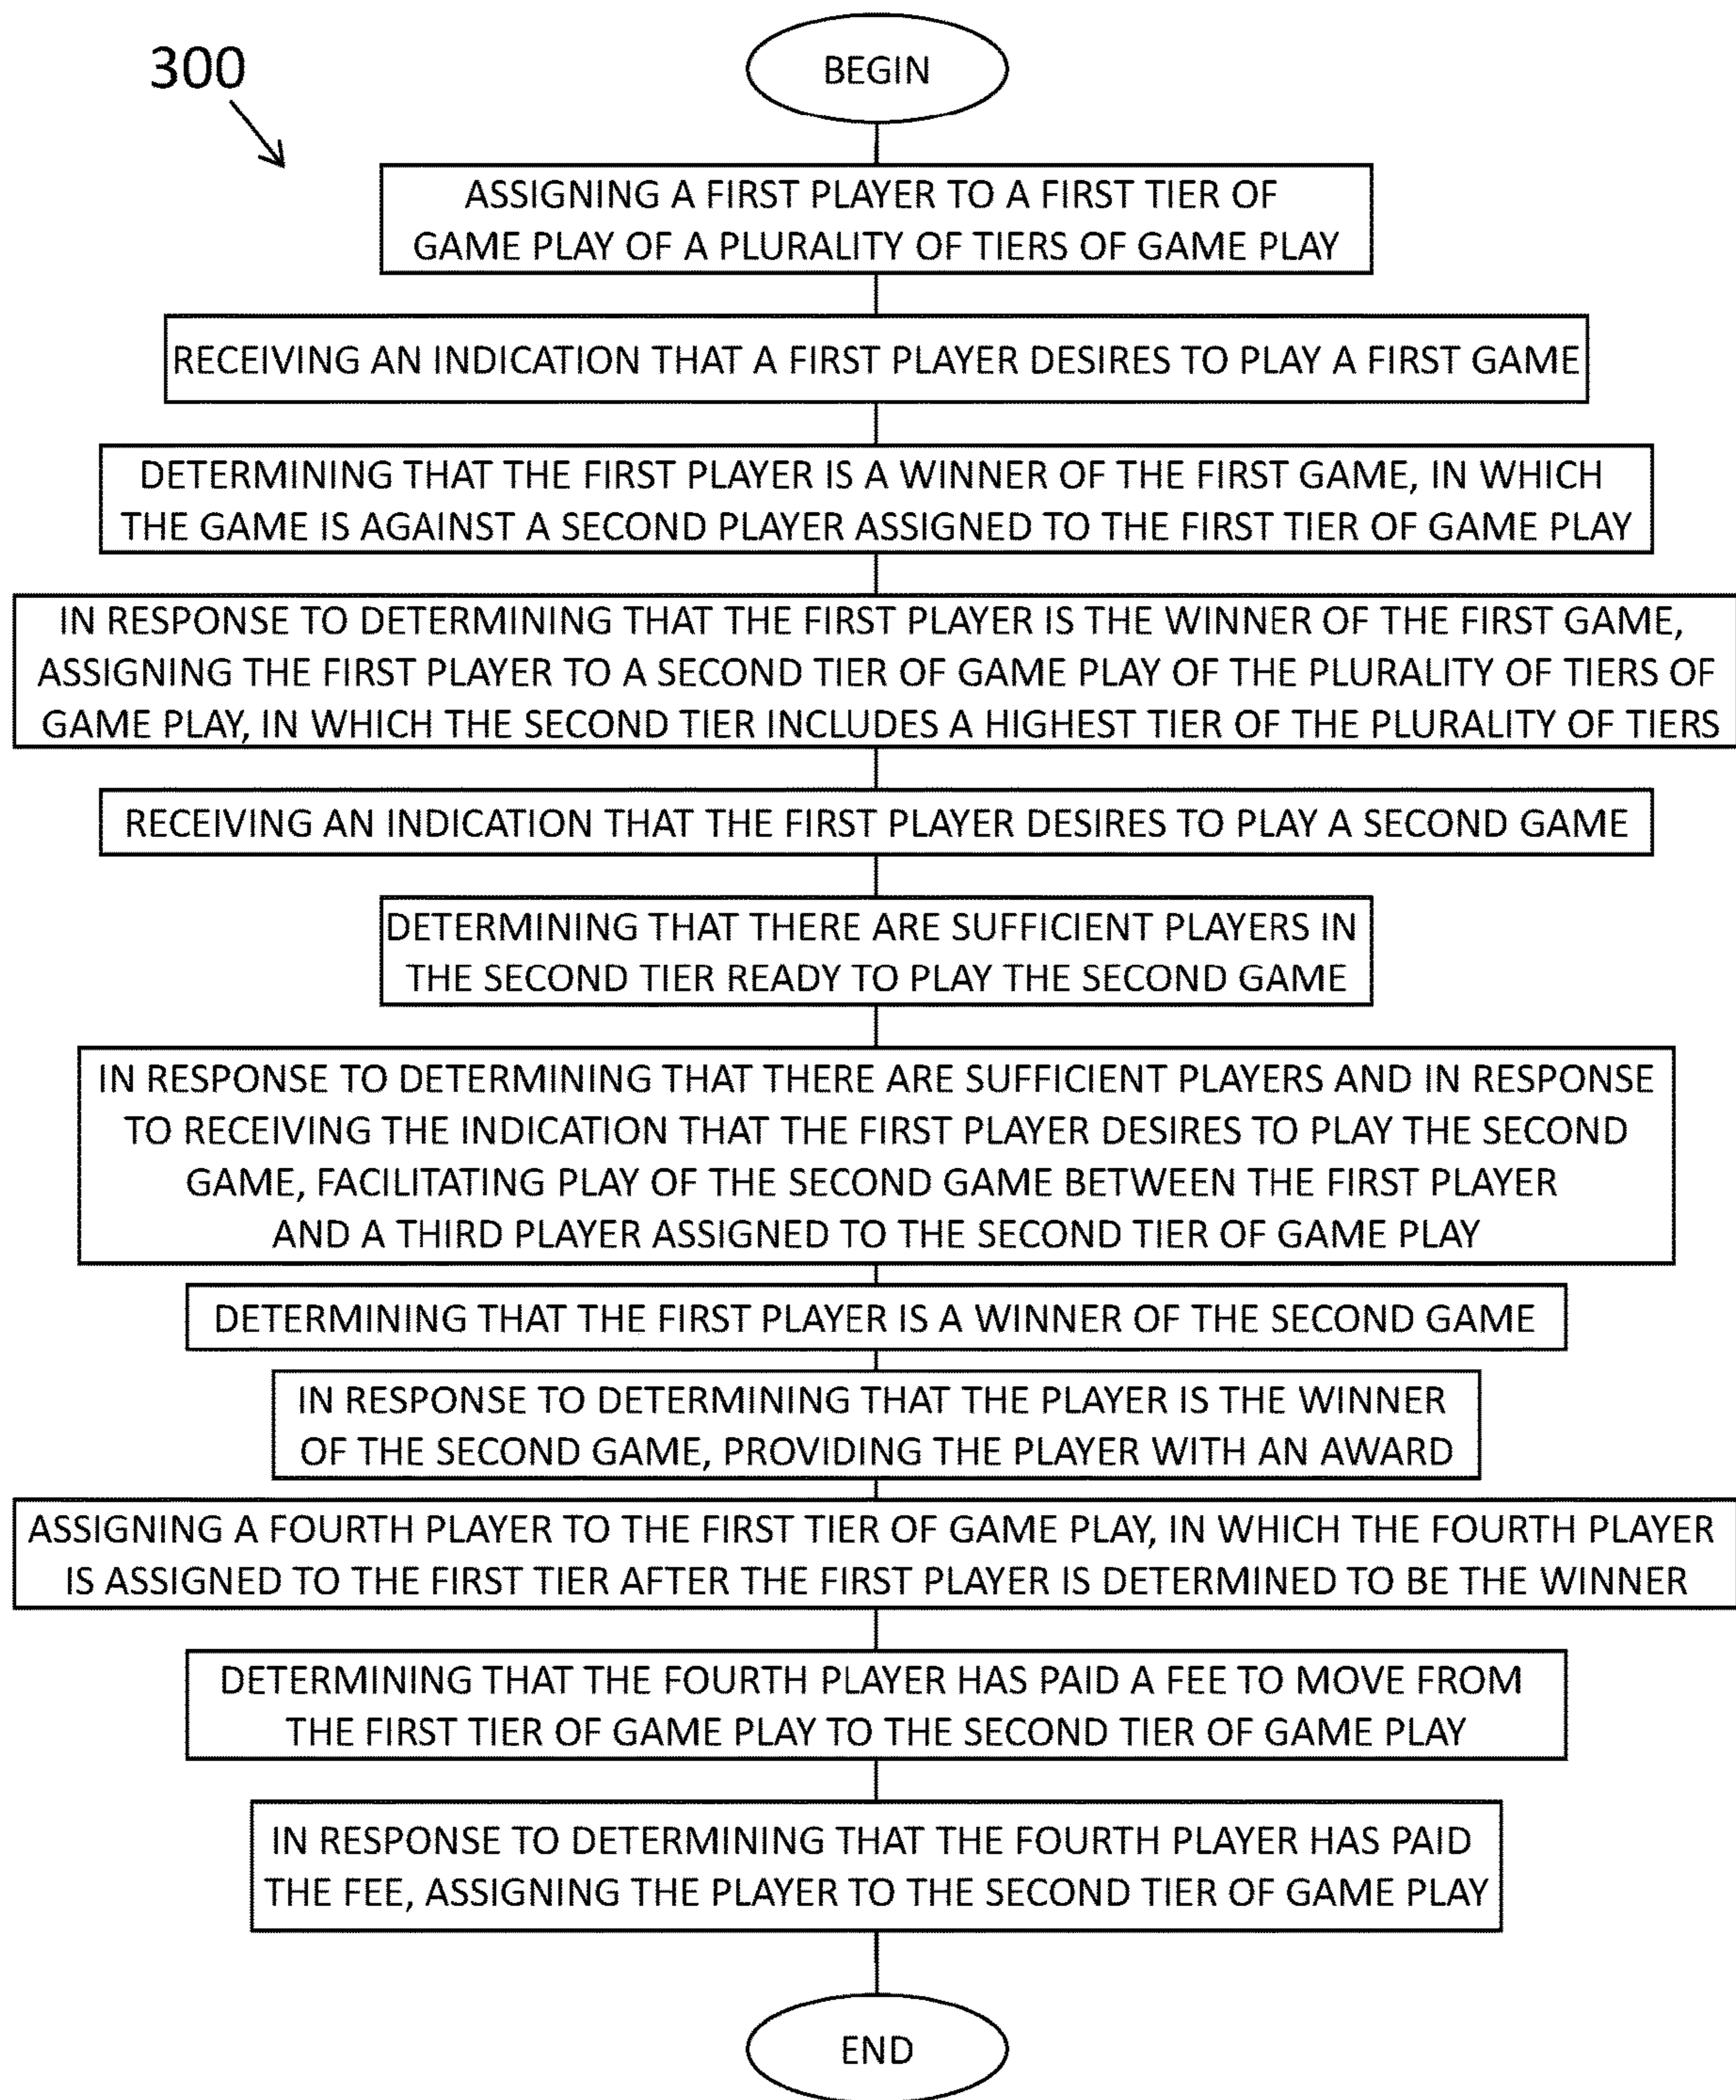 300
BEGIN
ASSIGNING A FIRST PLAYER TO A FIRST TIER OF
GAME PLAY OF A PLURALITY OF TIERS OF GAME PLAY
RECEIVING AN INDICATION THAT A FIRST PLAYER DESIRES TO PLAY A FIRST GAME
DETERMINING THAT THE FIRST PLAYER IS A WINNER OF THE FIRST GAME, IN WHICH
THE GAME IS AGAINST A SECOND PLAYER ASSIGNED TO THE FIRST TIER OF GAME PLAY
IN RESPONSE TO DETERMINING THAT THE FIRST PLAYER IS THE WINNER OF THE FIRST GAME,
ASSIGNING THE FIRST PLAYER TO A SECOND TIER OF GAME PLAY OF THE PLURALITY OF TIERS OF
GAME PLAY, IN WHICH THE SECOND TIER INCLUDES A HIGHEST TIER OF THE PLURALITY OF TIERS
RECEIVING AN INDICATION THAT THE FIRST PLAYER DESIRES TO PLAY A SECOND GAME
DETERMINING THAT THERE ARE SUFFICIENT PLAYERS IN
THE SECOND TIER READY TO PLAY THE SECOND GAME
IN RESPONSE TO DETERMINING THAT THERE ARE SUFFICIENT PLAYERS AND IN RESPONSE
TO RECEIVING THE INDICATION THAT THE FIRST PLAYER DESIRES TO PLAY THE SECOND
GAME, FACILITATING PLAY OF THE SECOND GAME BETWEEN THE FIRST PLAYER
AND A THIRD PLAYER ASSIGNED TO THE SECOND TIER OF GAME PLAY
DETERMINING THAT THE FIRST PLAYER IS A WINNER OF THE SECOND GAME
IN RESPONSE TO DETERMINING THAT THE PLAYER IS THE WINNER
OF THE SECOND GAME, PROVIDING THE PLAYER WITH AN AWARD
ASSIGNING A FOURTH PLAYER TO THE FIRST TIER OF GAME PLAY, IN WHICH THE FOURTH PLAYER
IS ASSIGNED TO THE FIRST TIER AFTER THE FIRST PLAYER IS DETERMINED TO BE THE WINNER
DETERMINING THAT THE FOURTH PLAYER HAS PAID A FEE TO MOVE FROM
THE FIRST TIER OF GAME PLAY TO THE SECOND TIER OF GAME PLAY
IN RESPONSE TO DETERMINING THAT THE FOURTH PLAYER HAS PAID
THE FEE, ASSIGNING THE PLAYER TO THE SECOND TIER OF GAME PLAY
END